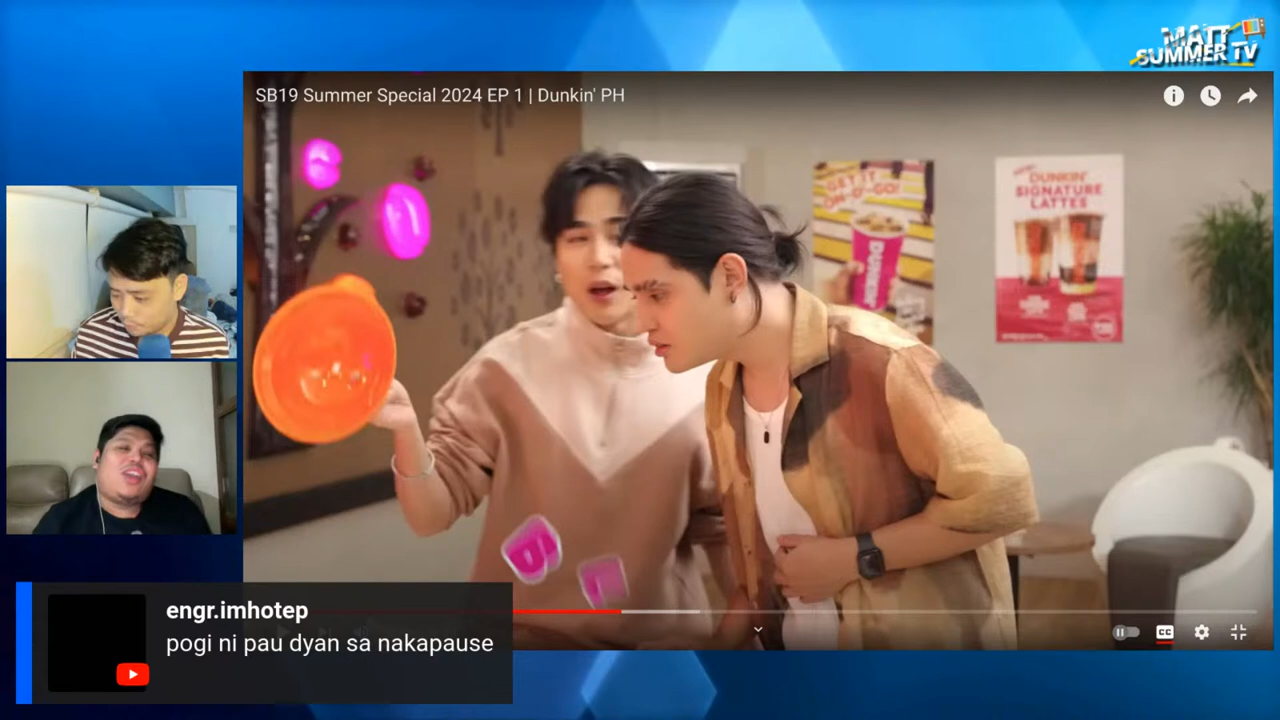 MATT
SUMMER TV
SB19 Summer Special 2024 EP 1 | Dunkin' PH
GET IT
ON-D'-GO!
DUNKIN'
DUNKIN'
SIGNATURE
LATTES
B
CC
engr.imhotep
pogi ni pau dyan sa nakapause